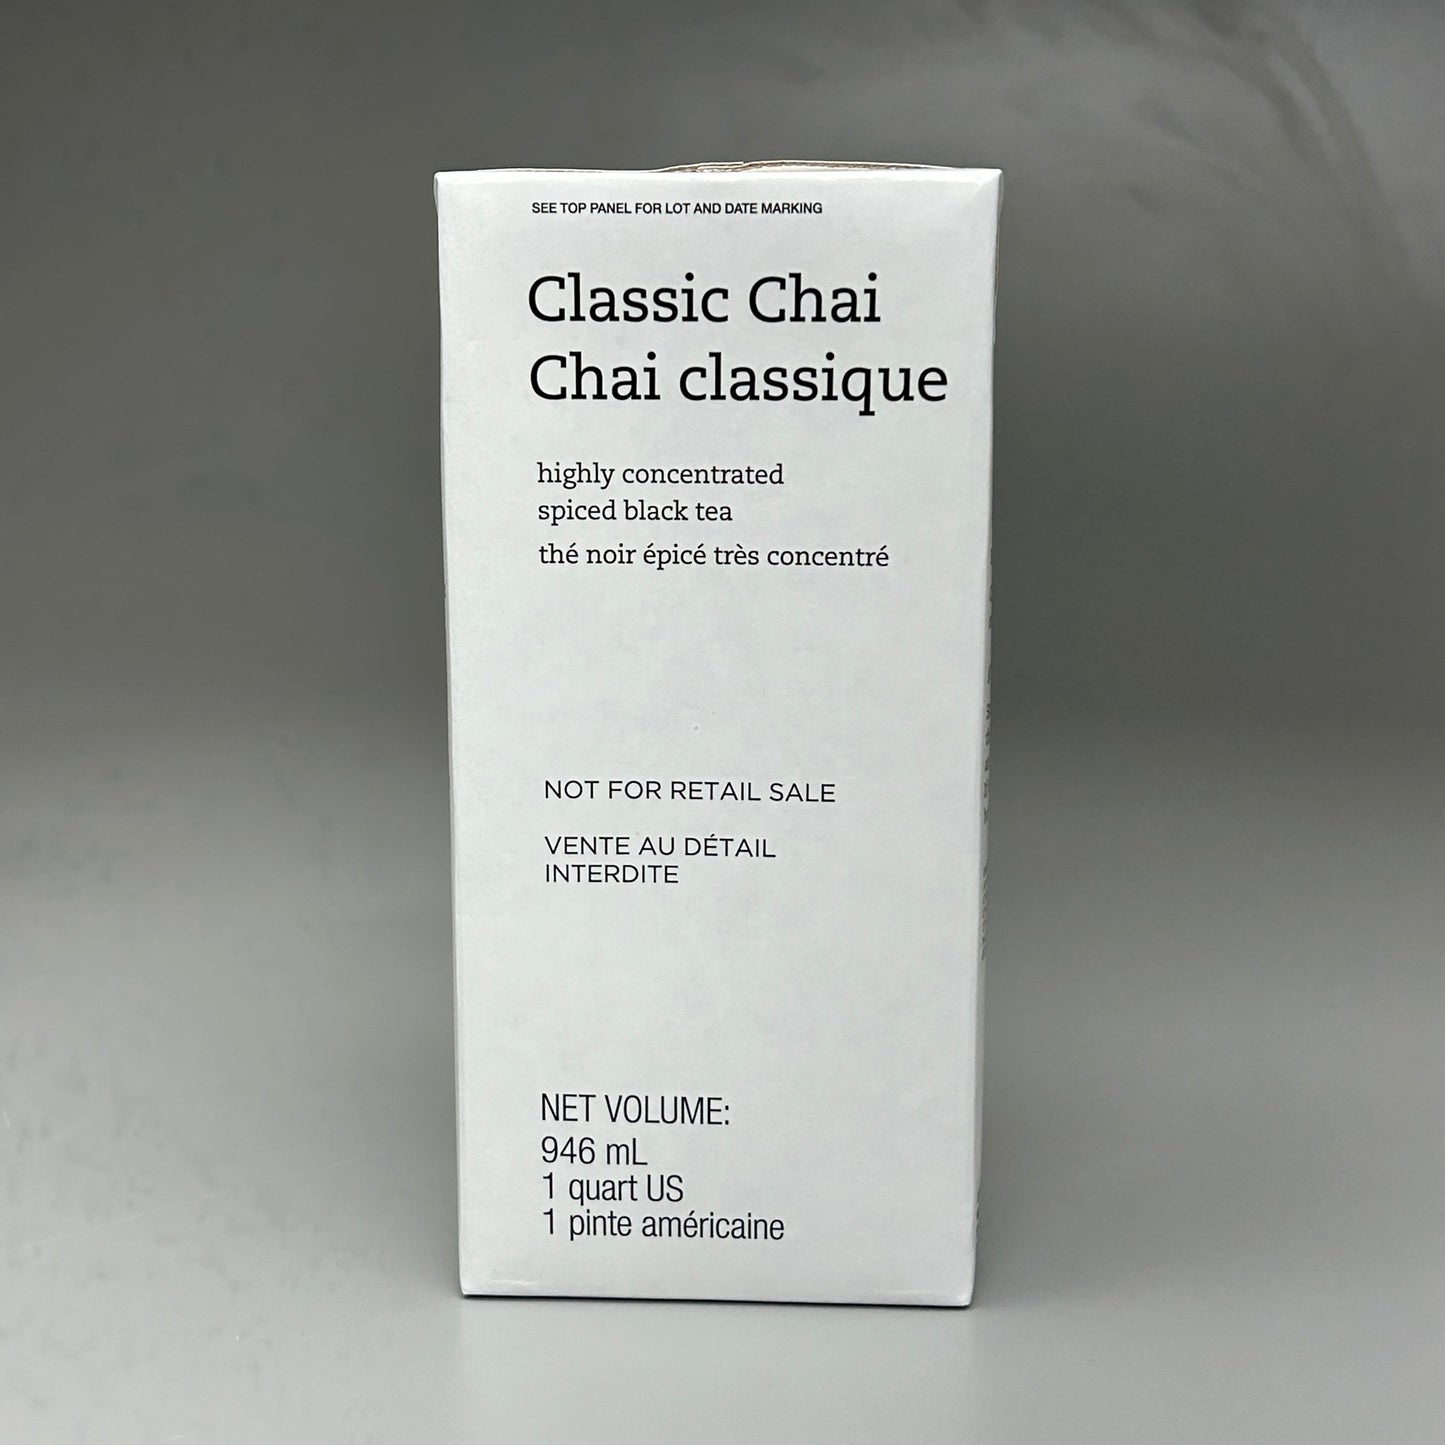 SEE TOP PANEL FOR LOT AND DATE MARKING
Classic Chai
Chai classique
highly concentrated
spiced black tea
thé noir épicé très concentré
NOT FOR RETAIL SALE
VENTE AU DÉTAIL
INTERDITE
NET VOLUME:
946 mL
1 quart US
1 pinte américaine